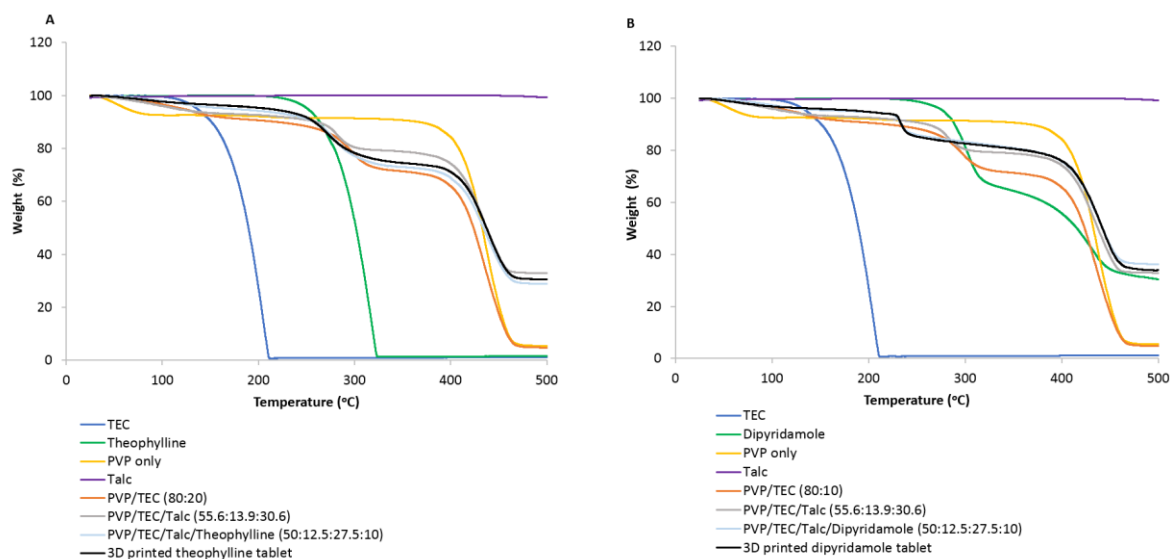 A
120
100
80
60
40
20
0
Weight (%)
0 100 200 300 400 500
Temperature (°C)
TEC
Theophylline
PVP only
Talc
PVP/TEC (80:20)
PVP/TEC/Talc (55.6:13.9:30.6)
PVP/TEC/Talc/Theophylline (50:12.5:27.5:10)
3D printed theophylline tablet
B
120
100
80
60
40
20
0
Weight (%)
0 100 200 300 400 500
Temperature (°C)
TEC
Dipyridamole
PVP only
Talc
PVP/TEC (80:10)
PVP/TEC/Talc (55.6:13.9:30.6)
PVP/TEC/Talc/Dipyridamole (50:12.5:27.5:10)
3D printed dipyridamole tablet